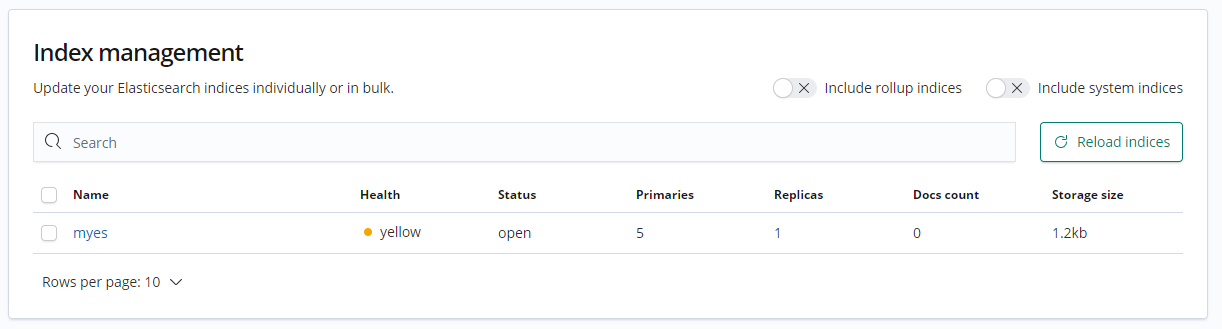 Index management
Update your Elasticsearch indices individually or in bulk.
Include rollup indices
Include system indices
Search
Reload indices
Name Health Status Primaries Replicas Docs count Storage size
myes yellow open 5 1 0 1.2kb
Rows per page: 10